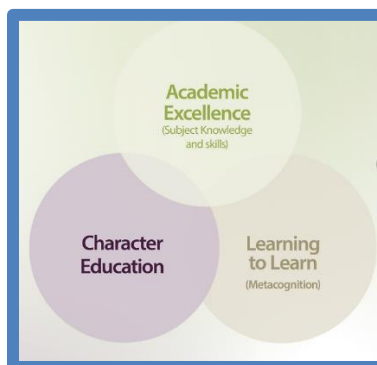 Academic
Excellence
(Subject Knowledge
and skills)
Character
Education
Learning
to Learn
(Metacognition)